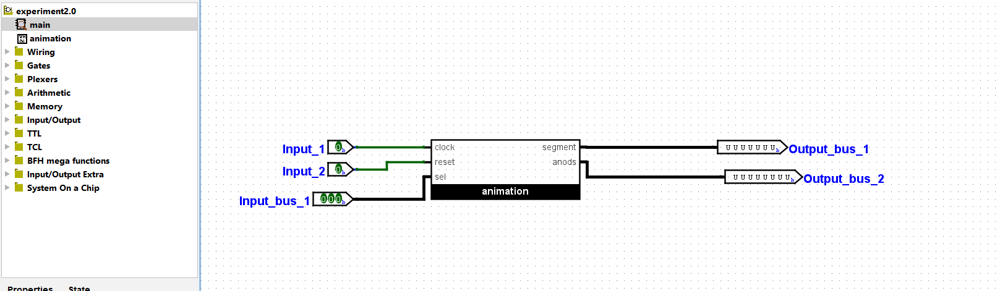 experiment2.0
main
animation
Wiring
Gates
Plexers
Arithmetic
Memory
Input/Output
TTL
TCL
BFH mega functions
Input/Output Extra
System On a Chip
Properties State
Input_1 0b
Input_2 0b
Input_bus_1 000b
clock segment
reset anods
sel
animation
UUUUUUUb Output_bus_1
UUUUUUUUb Output_bus_2